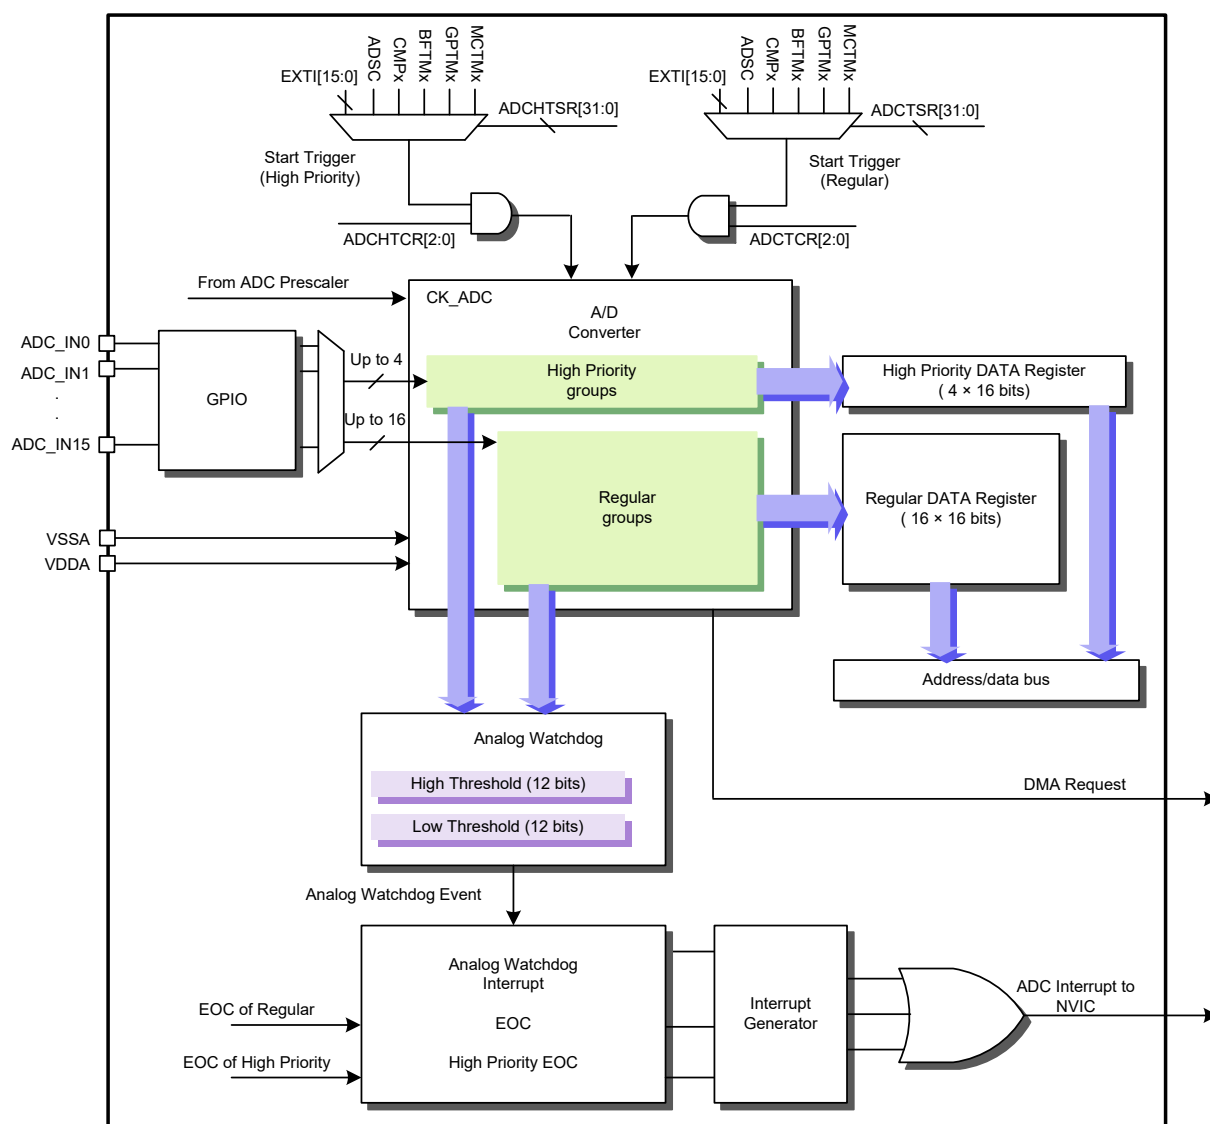 EXTI[15:0]
ADSC
CMPx
BFTMx
GPTMx
MCTMx
ADCHTSR[31:0]
EXTI[15:0]
ADSC
CMPx
BFTMx
GPTMx
MCTMx
ADCTSR[31:0]
Start Trigger
(High Priority)
Start Trigger
(Regular)
ADCHTCR[2:0]
ADCTCR[2:0]
From ADC Prescaler
CK_ADC
A/D
Converter
ADC_IN0
ADC_IN1
.
.
ADC_IN15
GPIO
Up to 4
Up to 16
High Priority
groups
High Priority DATA Register
( 4 × 16 bits)
Regular
groups
Regular DATA Register
( 16 × 16 bits)
VSSA
VDDA
Address/data bus
Analog Watchdog
High Threshold (12 bits)
Low Threshold (12 bits)
DMA Request
Analog Watchdog Event
Analog Watchdog
Interrupt
EOC
High Priority EOC
EOC of Regular
EOC of High Priority
Interrupt
Generator
ADC Interrupt to
NVIC